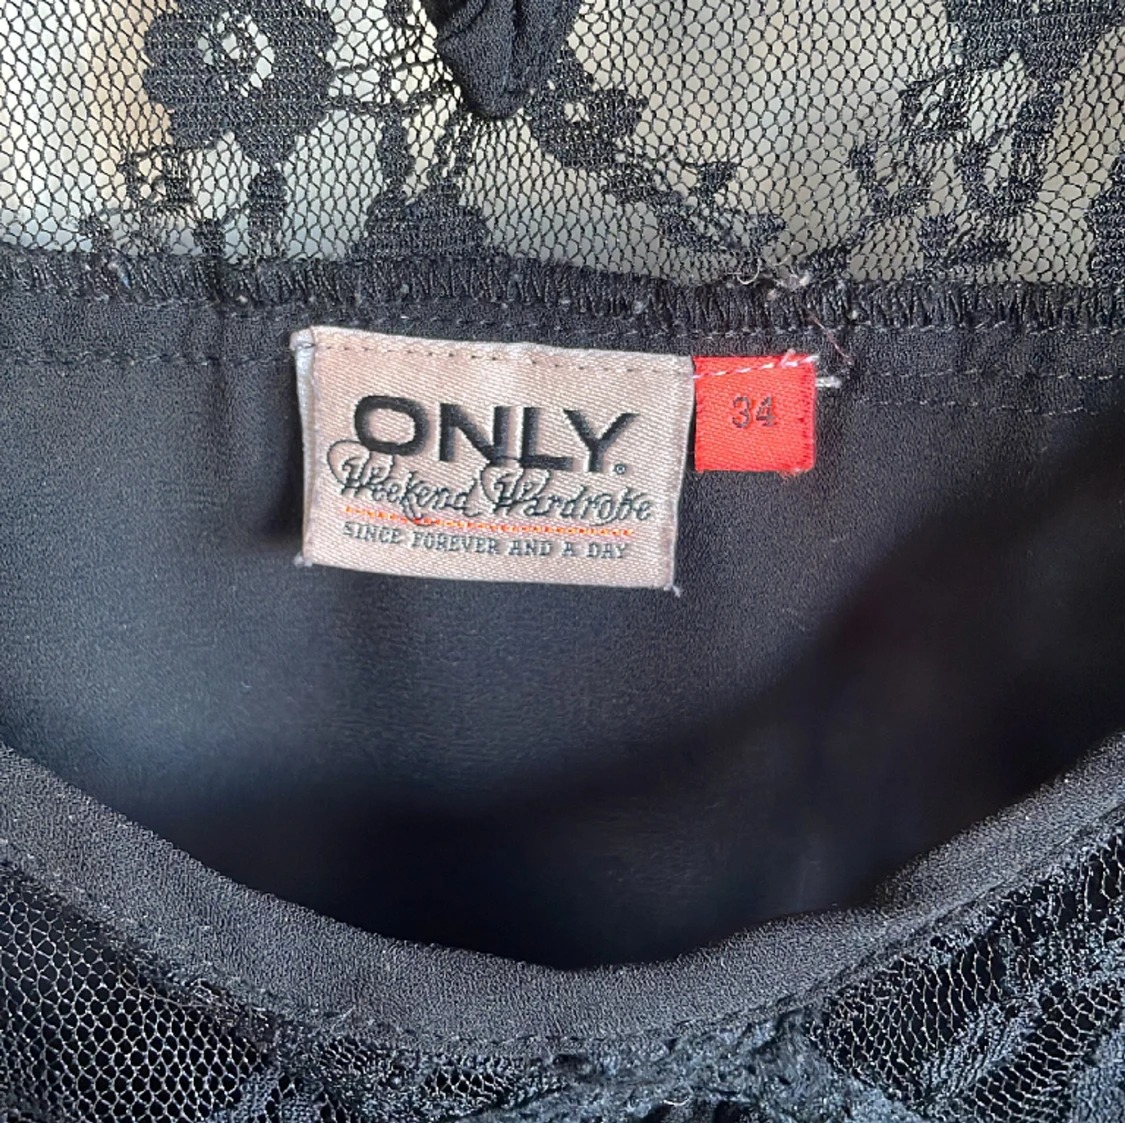 ONLY.®
Weekend Wardrobe
SINCE FOREVER AND A DAY
34